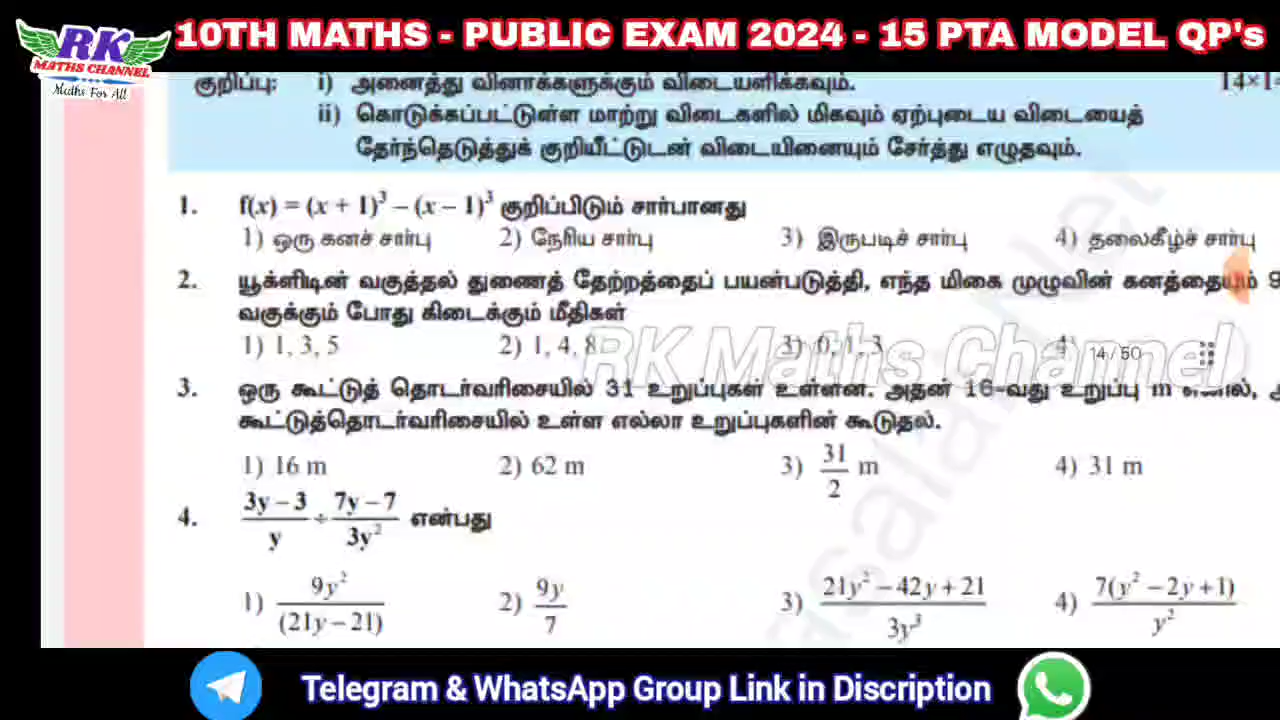 RK
MATHS CHANNEL
Maths For All
10TH MATHS - PUBLIC EXAM 2024 - 15 PTA MODEL QP's
குறிப்பு: i) அனைத்து வினாக்களுக்கும் விடையளிக்கவும். 14×1
ii) கொடுக்கப்பட்டுள்ள மாற்று விடைகளில் மிகவும் ஏற்புடைய விடையைத்
தேர்ந்தெடுத்துக் குறியீட்டுடன் விடையினையும் சேர்த்து எழுதவும்.
1. f(x) = (x + 1)³ – (x – 1)³ குறிப்பிடும் சார்பானது
1) ஒரு கனச் சார்பு 2) நேரிய சார்பு 3) இருபடிச் சார்பு 4) தலைகீழ்ச் சார்பு
2. யூக்ளிடின் வகுத்தல் துணைத் தேற்றத்தைப் பயன்படுத்தி, எந்த மிகை முழுவின் கனத்தையும் 9
வகுக்கும் போது கிடைக்கும் மீதிகள்
1) 1, 3, 5 2) 1, 4, 8 3) 0, 1, 3 4) 14 / 50
RK Maths Channel
3. ஒரு கூட்டுத் தொடர்வரிசையில் 31 உறுப்புகள் உள்ளன. அதன் 16-வது உறுப்பு m எனில்,
கூட்டுத்தொடர்வரிசையில் உள்ள எல்லா உறுப்புகளின் கூடுதல்.
1) 16 m 2) 62 m 3) 31/2 m 4) 31 m
4. (3y – 3)/y ÷ (7y – 7)/3y² என்பது
1) 9y²/(21y – 21) 2) 9y/7 3) (21y² – 42y + 21)/3y³ 4) 7(y² – 2y + 1)/y²
Telegram & WhatsApp Group Link in Discription